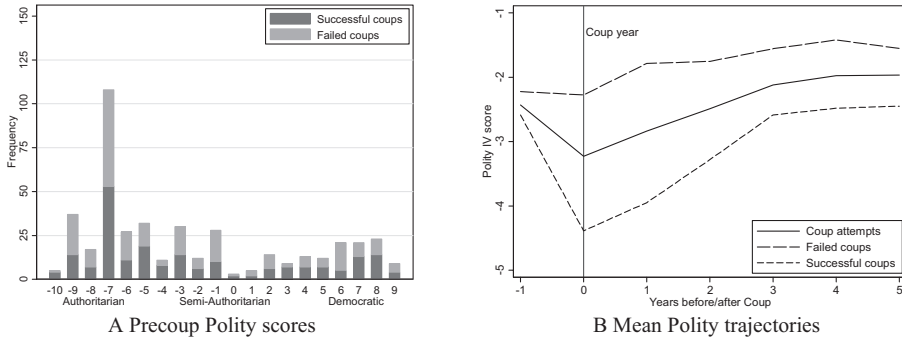 150
125
100
75
50
25
0
Frequency
Successful coups
Failed coups
-10 -9 -8 -7 -6 -5 -4 -3 -2 -1 0 1 2 3 4 5 6 7 8 9
Authoritarian Semi-Authoritarian Democratic
A Precoup Polity scores
-1
-2
-3
-4
-5
Polity IV score
Coup year
Coup attempts
Failed coups
Successful coups
-1 0 1 2 3 4 5
Years before/after Coup
B Mean Polity trajectories